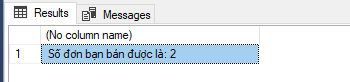 Results Messages
(No column name)
1 Số đơn bạn bán được là: 2